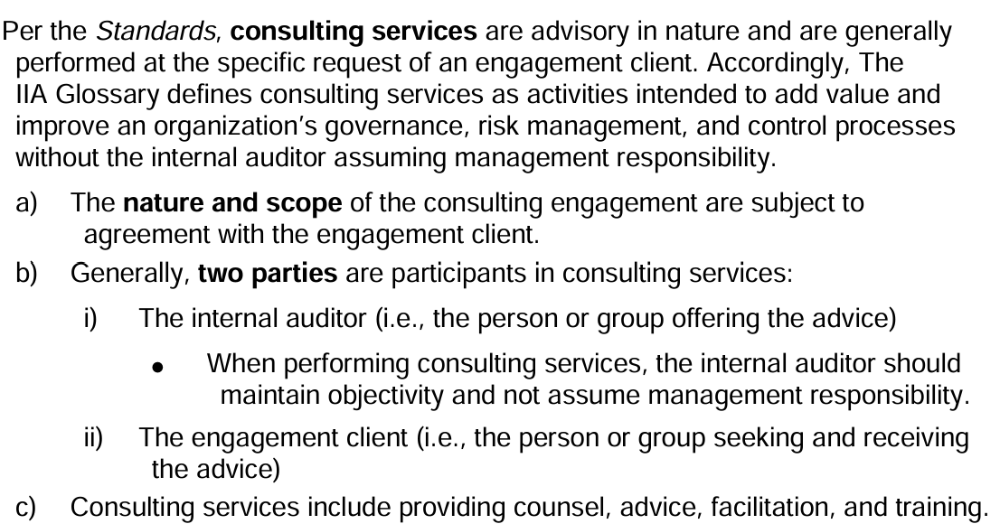 Per the Standards, consulting services are advisory in nature and are generally
performed at the specific request of an engagement client. Accordingly, The
IIA Glossary defines consulting services as activities intended to add value and
improve an organization's governance, risk management, and control processes
without the internal auditor assuming management responsibility.
a) The nature and scope of the consulting engagement are subject to
agreement with the engagement client.
b) Generally, two parties are participants in consulting services:
i) The internal auditor (i.e., the person or group offering the advice)
● When performing consulting services, the internal auditor should
maintain objectivity and not assume management responsibility.
ii) The engagement client (i.e., the person or group seeking and receiving
the advice)
c) Consulting services include providing counsel, advice, facilitation, and training.